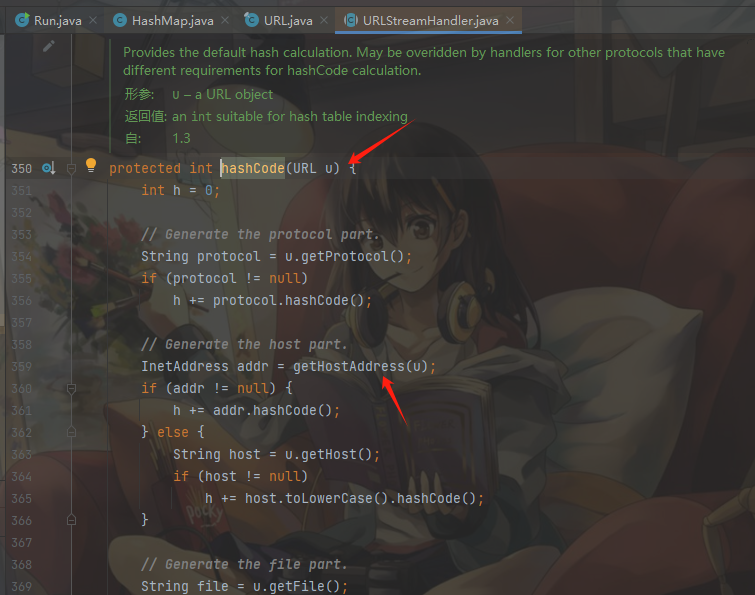 Run.java × HashMap.java × URL.java × URLStreamHandler.java ×
Provides the default hash calculation. May be overidden by handlers for other protocols that have
different requirements for hashCode calculation.
形参: u – a URL object
返回值: an int suitable for hash table indexing
自: 1.3
350 protected int hashCode(URL u) {
351 int h = 0;
352
353 // Generate the protocol part.
354 String protocol = u.getProtocol();
355 if (protocol != null)
356 h += protocol.hashCode();
357
358 // Generate the host part.
359 InetAddress addr = getHostAddress(u);
360 if (addr != null) {
361 h += addr.hashCode();
362 } else {
363 String host = u.getHost();
364 if (host != null)
365 h += host.toLowerCase().hashCode();
366 }
367
368 // Generate the file part.
369 String file = u.getFile();